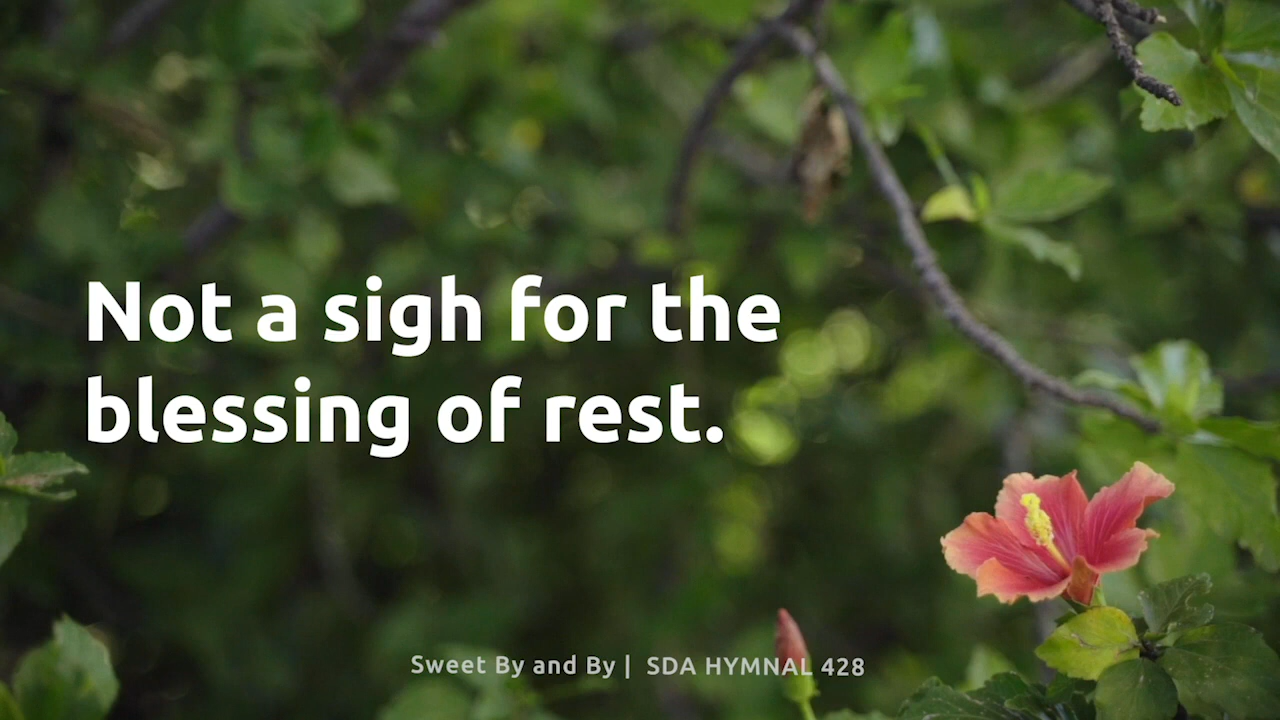 Not a sigh for the
blessing of rest.
Sweet By and By | SDA HYMNAL 428